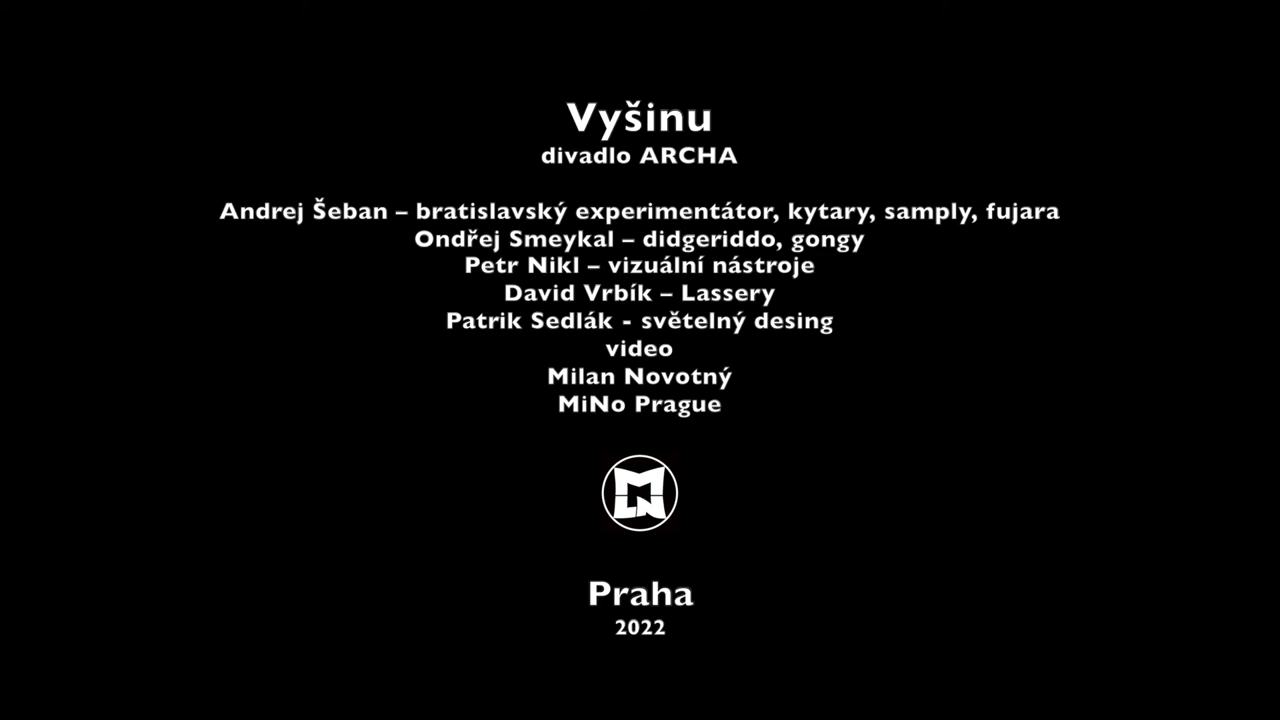 Vyšinu
divadlo ARCHA
Andrej Šeban – bratislavský experimentátor, kytary, samply, fujara
Ondřej Smeykal – didgeriddo, gongy
Petr Nikl – vizuální nástroje
David Vrbík – Lassery
Patrik Sedlák - světelný desing
video
Milan Novotný
MiNo Prague
MN
Praha
2022